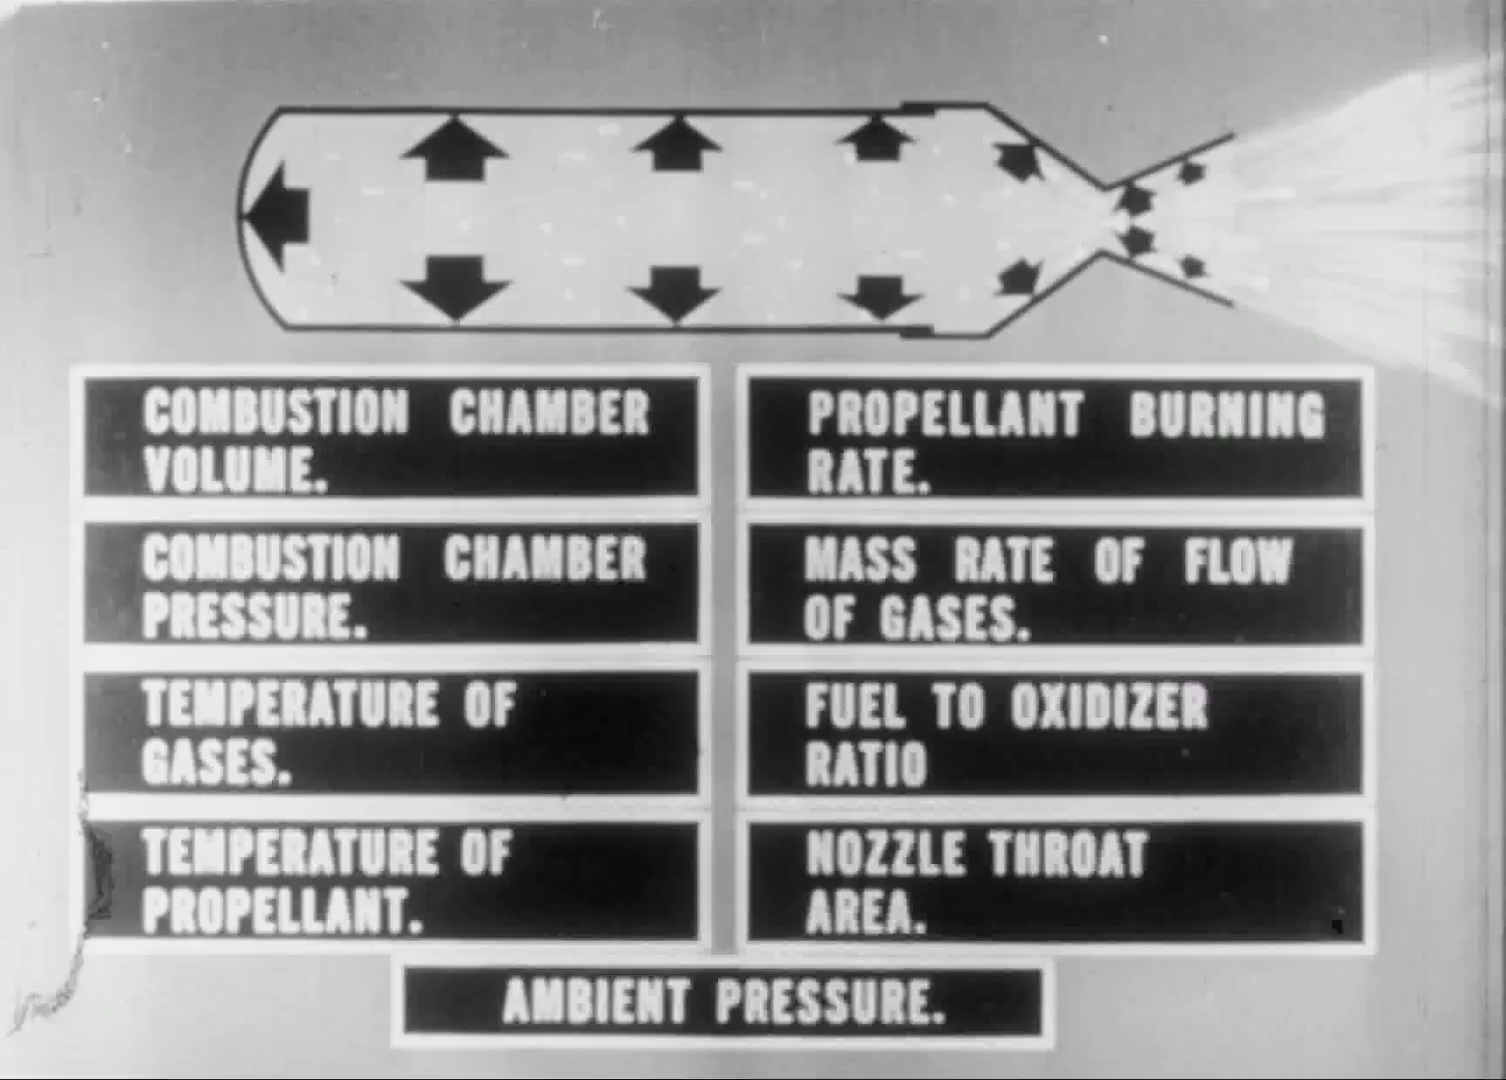 COMBUSTION CHAMBER
VOLUME.
PROPELLANT BURNING
RATE.
COMBUSTION CHAMBER
PRESSURE.
MASS RATE OF FLOW
OF GASES.
TEMPERATURE OF
GASES.
FUEL TO OXIDIZER
RATIO
TEMPERATURE OF
PROPELLANT.
NOZZLE THROAT
AREA.
AMBIENT PRESSURE.